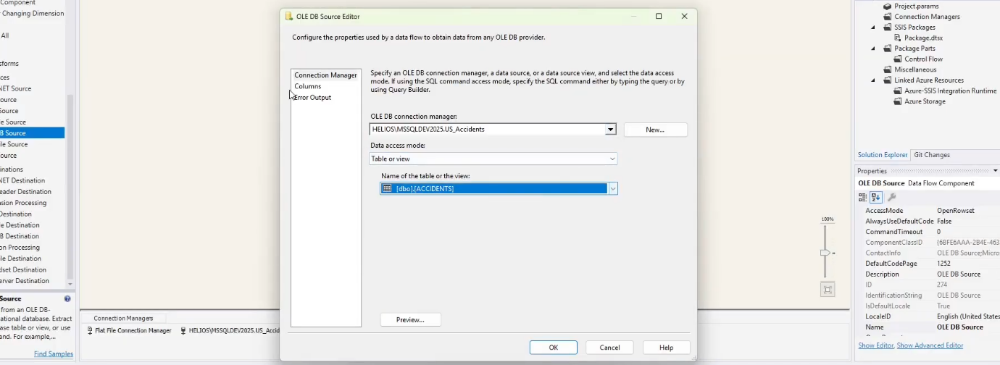 Component
Changing Dimension
All
sforms
ces
NET Source
ource
Source
e Source
B Source
ile Source
ource
inations
NET Destination
eader Destination
nsion Processing
Destination
le Destination
B Destination
on Processing
ile Destination
dset Destination
erver Destination
Source
from an OLE DB-
ational database. Extract
ase table or view, or use
and. For example,...
Find Samples
OLE DB Source Editor
Configure the properties used by a data flow to obtain data from any OLE DB provider.
Connection Manager
Columns
Error Output
Specify an OLE DB connection manager, a data source, or a data source view, and select the data access
mode. If using the SQL command access mode, specify the SQL command either by typing the query or by
using Query Builder.
OLE DB connection manager:
HELIOS\MSSQLDEV2025.US_Accidents
New...
Data access mode:
Table or view
Name of the table or the view:
[dbo].[ACCIDENTS]
Preview...
OK
Cancel
Help
Connection Managers
Flat File Connection Manager
HELIOS\MSSQLDEV2025.US_Accid
100%
Project.params
Connection Managers
SSIS Packages
Package.dtsx
Package Parts
Control Flow
Miscellaneous
Linked Azure Resources
Azure-SSIS Integration Runtime
Azure Storage
Solution Explorer
Git Changes
Properties
OLE DB Source Data Flow Component
AccessMode OpenRowset
AlwaysUseDefaultCode False
CommandTimeout 0
ComponentClassID {6BFE6AAA-2B4E-463
ContactInfo OLE DB Source;Micro
DefaultCodePage 1252
Description OLE DB Source
ID 274
IdentificationString OLE DB Source
IsDefaultLocale True
LocaleID English (United States
Name OLE DB Source
Show Editor, Show Advanced Editor